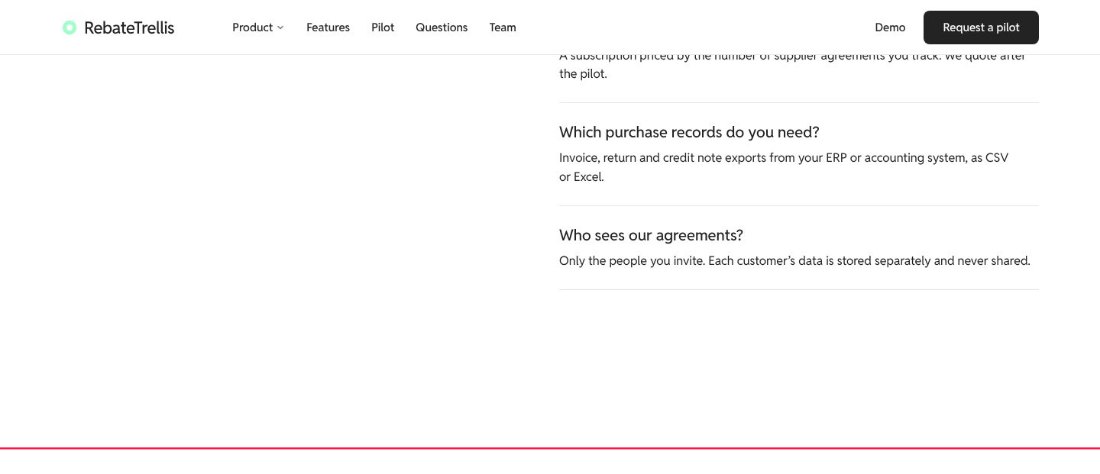 RebateTrellis
Product
Features
Pilot
Questions
Team
Demo
Request a pilot
A subscription priced by the number of supplier agreements you track. We quote after
the pilot.
Which purchase records do you need?
Invoice, return and credit note exports from your ERP or accounting system, as CSV
or Excel.
Who sees our agreements?
Only the people you invite. Each customer’s data is stored separately and never shared.